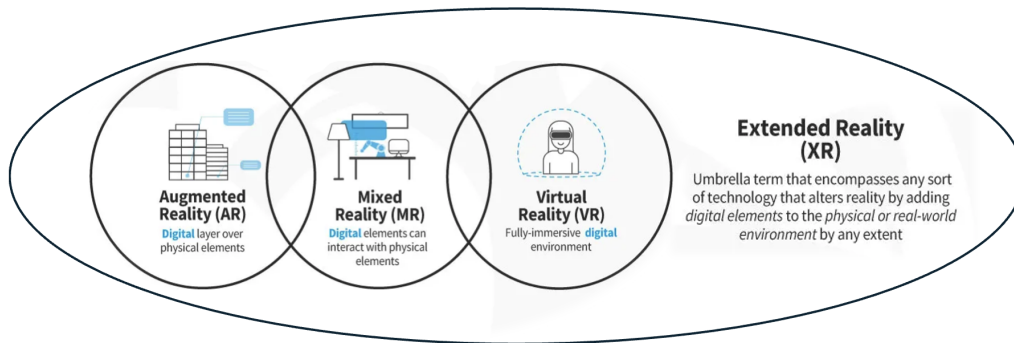 Augmented
Reality (AR)
Digital layer over
physical elements
Mixed
Reality (MR)
Digital elements can
interact with physical
elements
Virtual
Reality (VR)
Fully-immersive digital
environment
Extended Reality
(XR)
Umbrella term that encompasses any sort
of technology that alters reality by adding
digital elements to the physical or real-world
environment by any extent